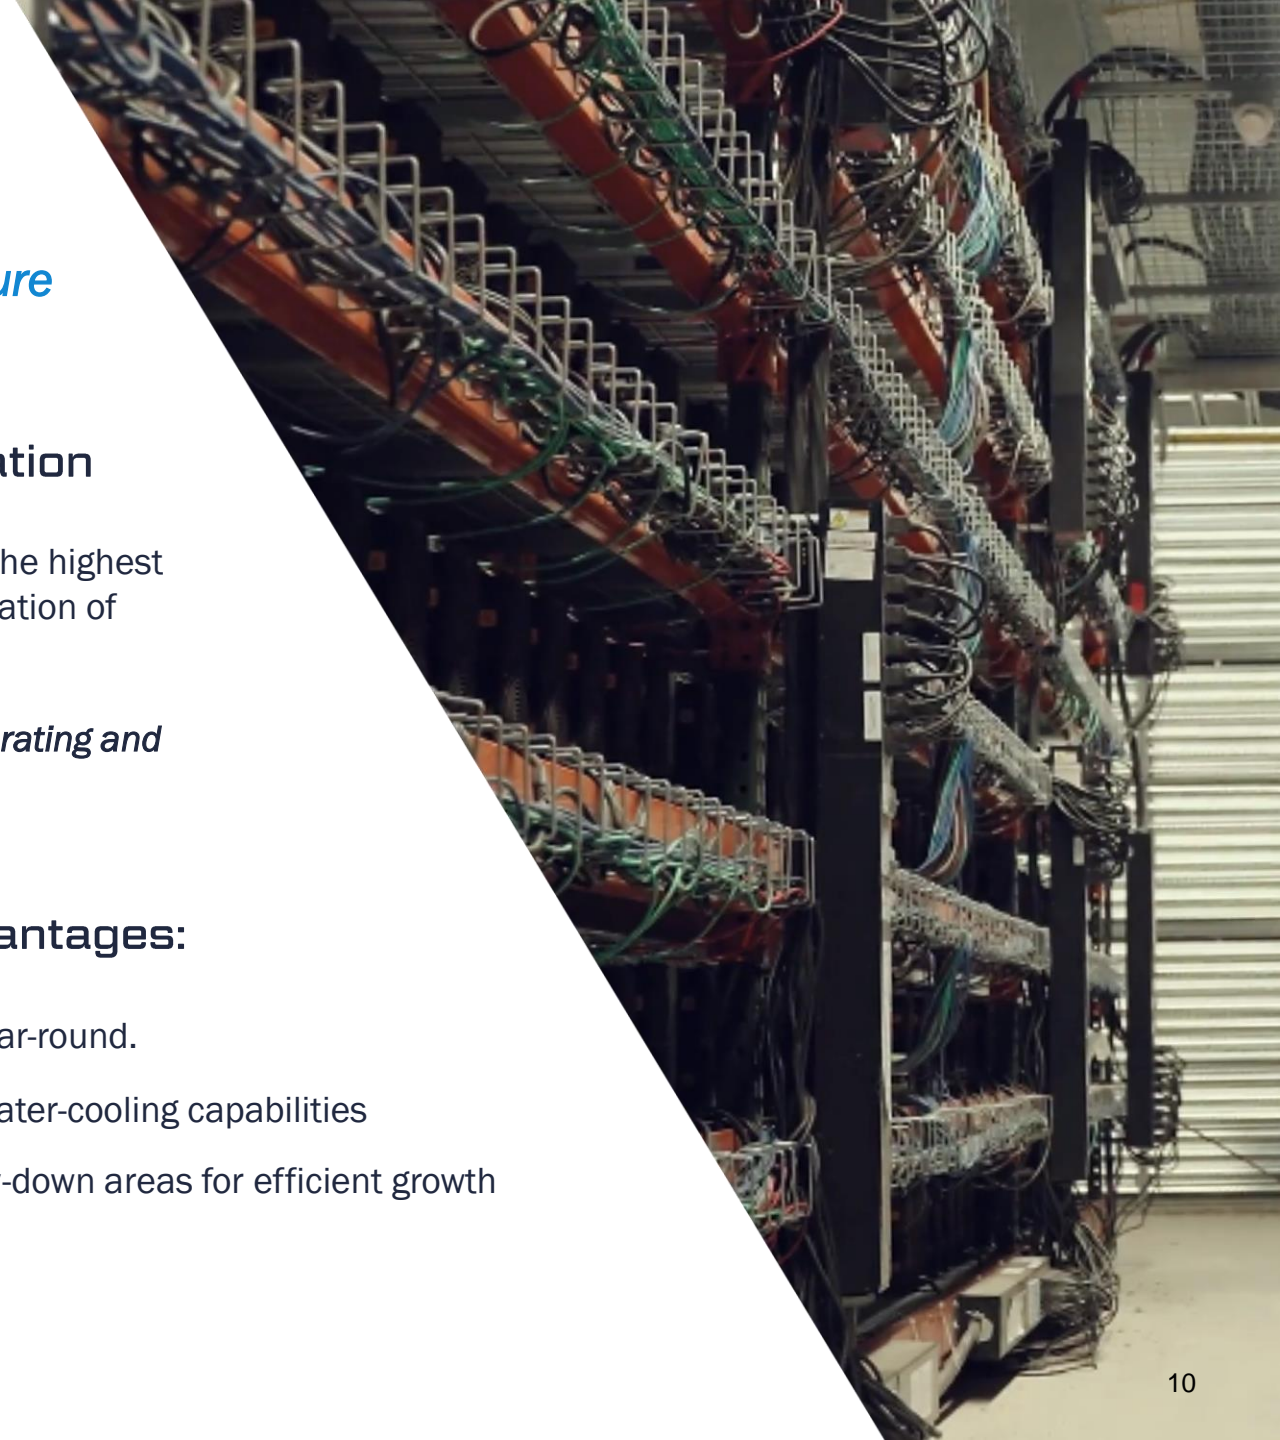 ure
ation
he highest
ation of
rating and
antages:
ar-round.
ater-cooling capabilities
-down areas for efficient growth
10